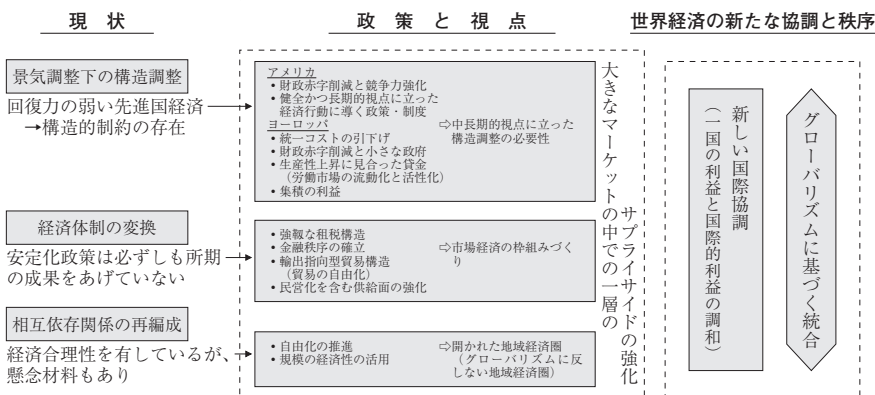 現　状
政　策　と　視　点
世界経済の新たな協調と秩序
景気調整下の構造調整
回復力の弱い先進国経済
→構造的制約の存在
アメリカ
• 財政赤字削減と競争力強化
• 健全かつ長期的視点に立った
経済行動に導く政策・制度
ヨーロッパ
• 統一コストの引下げ
• 財政赤字削減と小さな政府
• 生産性上昇に見合った賃金
（労働市場の流動化と活性化）
• 集積の利益
⇨中長期的視点に立った
構造調整の必要性
経済体制の変換
安定化政策は必ずしも所期
の成果をあげていない
• 強靱な租税構造
• 金融秩序の確立
• 輸出指向型貿易構造
（貿易の自由化）
• 民営化を含む供給面の強化
⇨市場経済の枠組みづく
り
相互依存関係の再編成
経済合理性を有しているが、
懸念材料もあり
• 自由化の推進
• 規模の経済性の活用
⇨開かれた地域経済圏
（グローバリズムに反
しない地域経済圏）
大きなマーケットの中での一層の
サプライサイドの強化
新しい国際協調
（一国の利益と国際的利益の調和）
グローバリズムに基づく統合